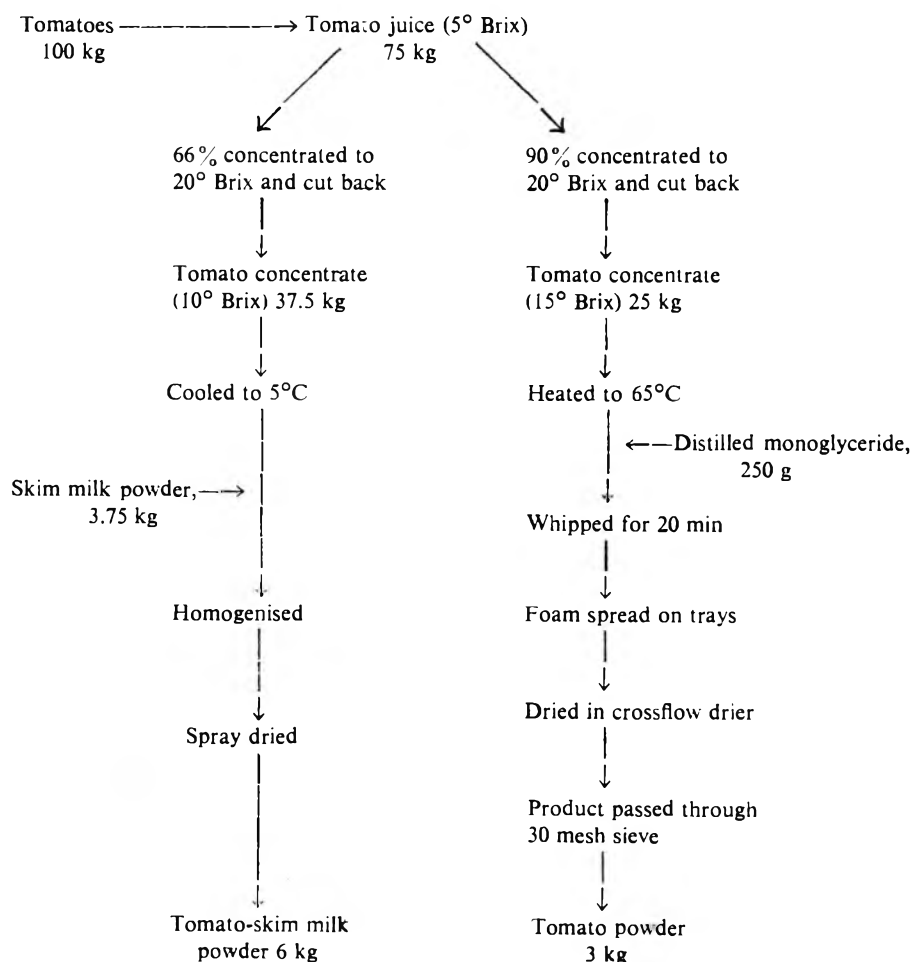 Tomatoes
100 kg
Tomato juice (5° Brix)
75 kg
66% concentrated to
20° Brix and cut back
Tomato concentrate
(10° Brix) 37.5 kg
Cooled to 5°C
Skim milk powder,
3.75 kg
Homogenised
Spray dried
Tomato-skim milk
powder 6 kg
90% concentrated to
20° Brix and cut back
Tomato concentrate
(15° Brix) 25 kg
Heated to 65°C
Distilled monoglyceride,
250 g
Whipped for 20 min
Foam spread on trays
Dried in crossflow drier
Product passed through
30 mesh sieve
Tomato powder
3 kg